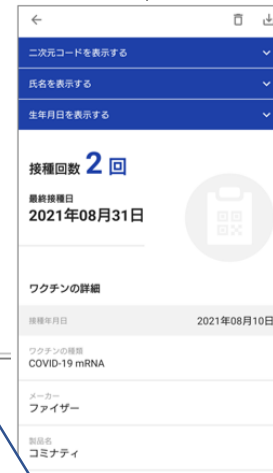 二次元コードを表示する
氏名を表示する
生年月日を表示する
接種回数 2 回
最終接種日
2021年08月31日
ワクチンの詳細
接種年月日 2021年08月10日
ワクチンの種類
COVID-19 mRNA
メーカー
ファイザー
製品名
コミナティ